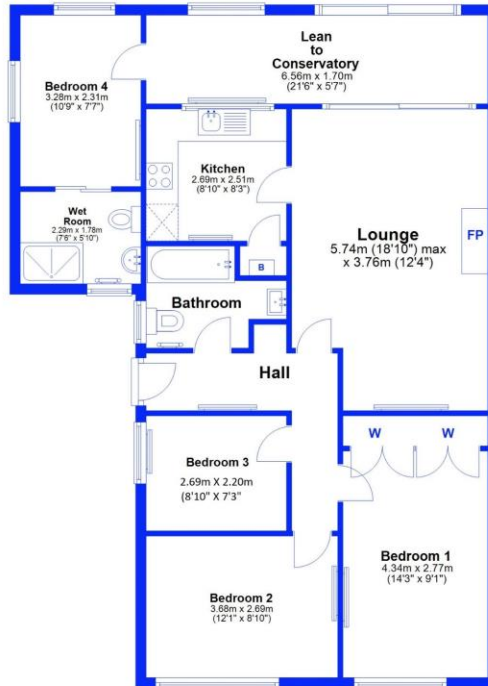 Lean
to
Conservatory
6.56m x 1.70m
(21'6" x 5'7")
Bedroom 4
3.28m x 2.31m
(10'9" x 7'7")
Kitchen
2.69m x 2.51m
(8'10" x 8'3")
Wet
Room
2.29m x 1.78m
(7'6" x 5'10")
Lounge
5.74m (18'10") max
x 3.76m (12'4")
FP
B
Bathroom
Hall
W W
Bedroom 3
2.69m X 2.20m
(8'10" X 7'3"
Bedroom 1
4.34m x 2.77m
(14'3" x 9'1")
Bedroom 2
3.68m x 2.69m
(12'1" x 8'10")